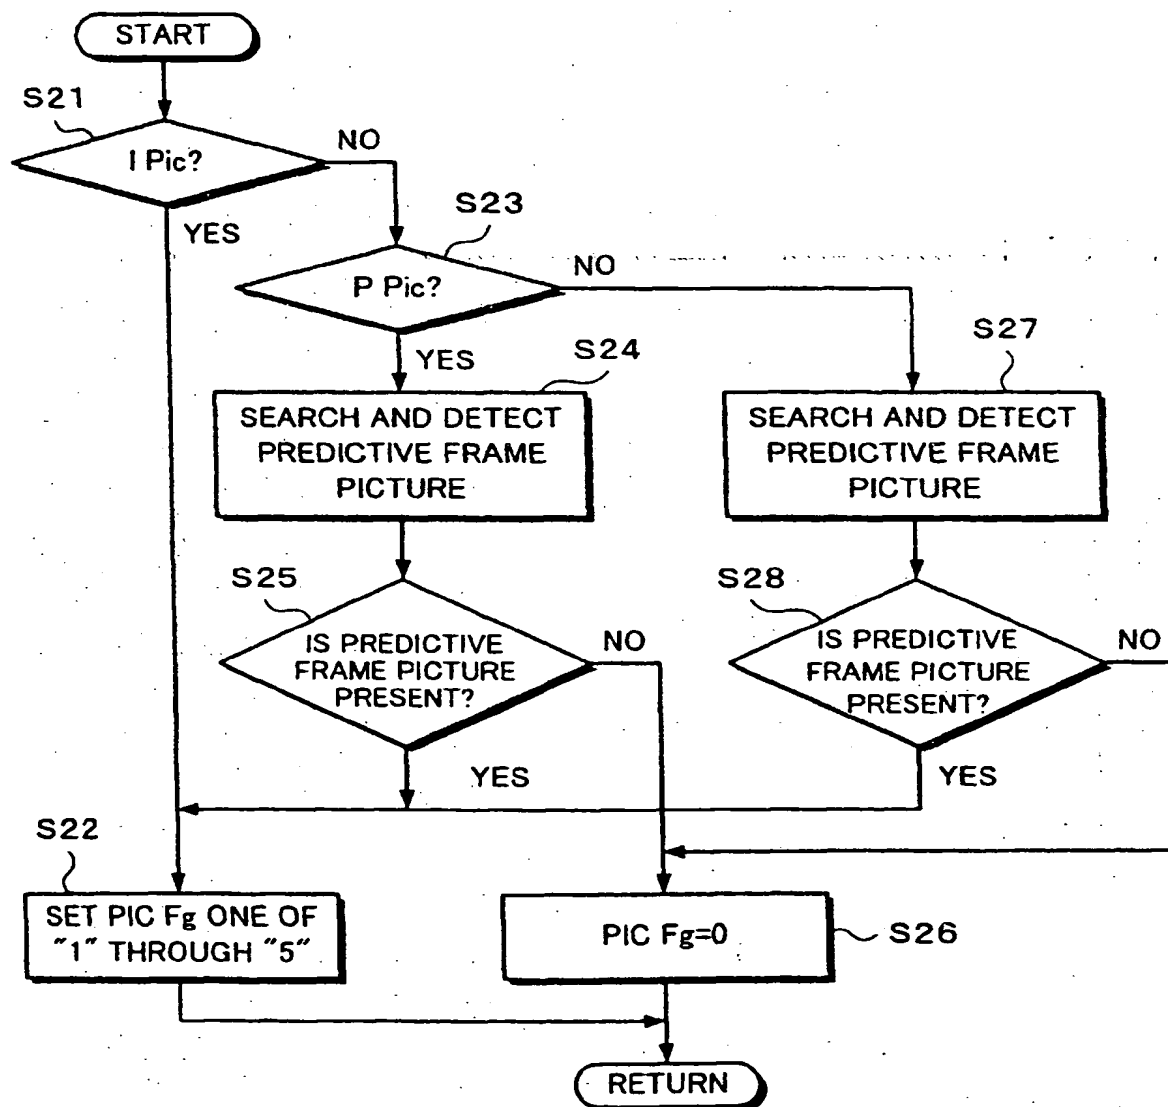 START
S21
I Pic?
NO
YES
S23
P Pic?
NO
YES
S24
SEARCH AND DETECT
PREDICTIVE FRAME
PICTURE
S27
SEARCH AND DETECT
PREDICTIVE FRAME
PICTURE
S25
IS PREDICTIVE
FRAME PICTURE
PRESENT?
NO
YES
S28
IS PREDICTIVE
FRAME PICTURE
PRESENT?
NO
YES
S22
SET PIC Fg ONE OF
"1" THROUGH "5"
PIC Fg=0
S26
RETURN